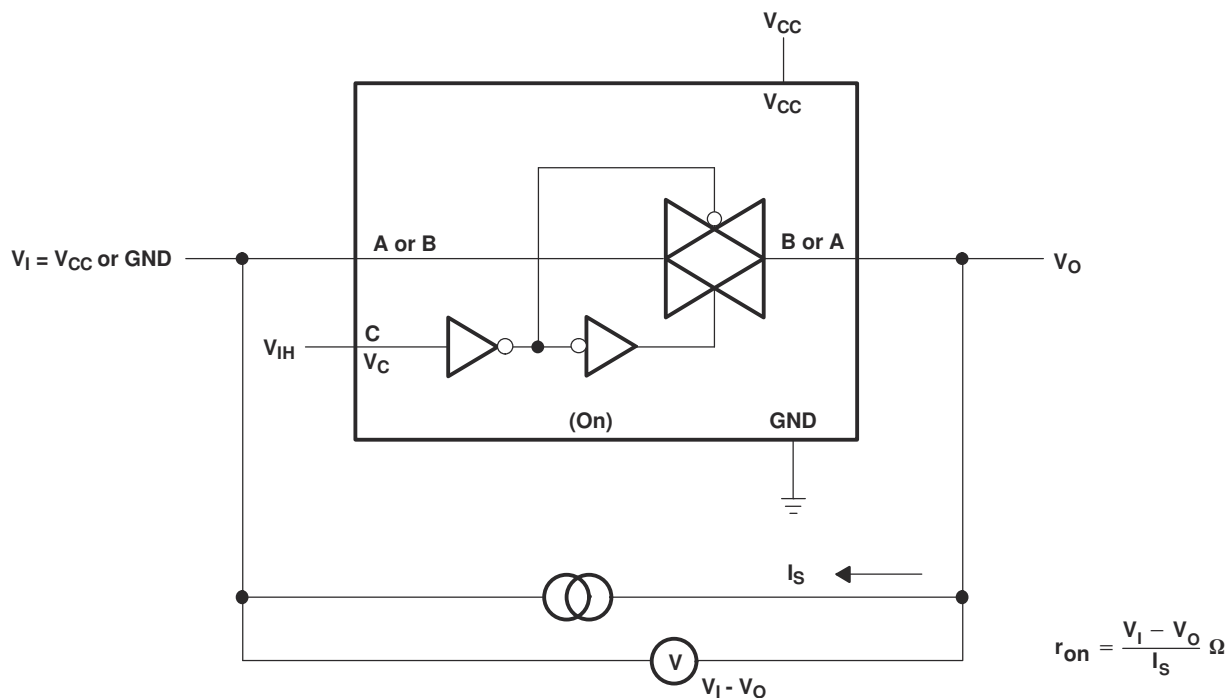 VCC
VCC
A or B
B or A
VI = VCC or GND
VO
C
VIH
VC
(On)
GND
IS
V
VI - VO
ron = VI − VO / IS Ω